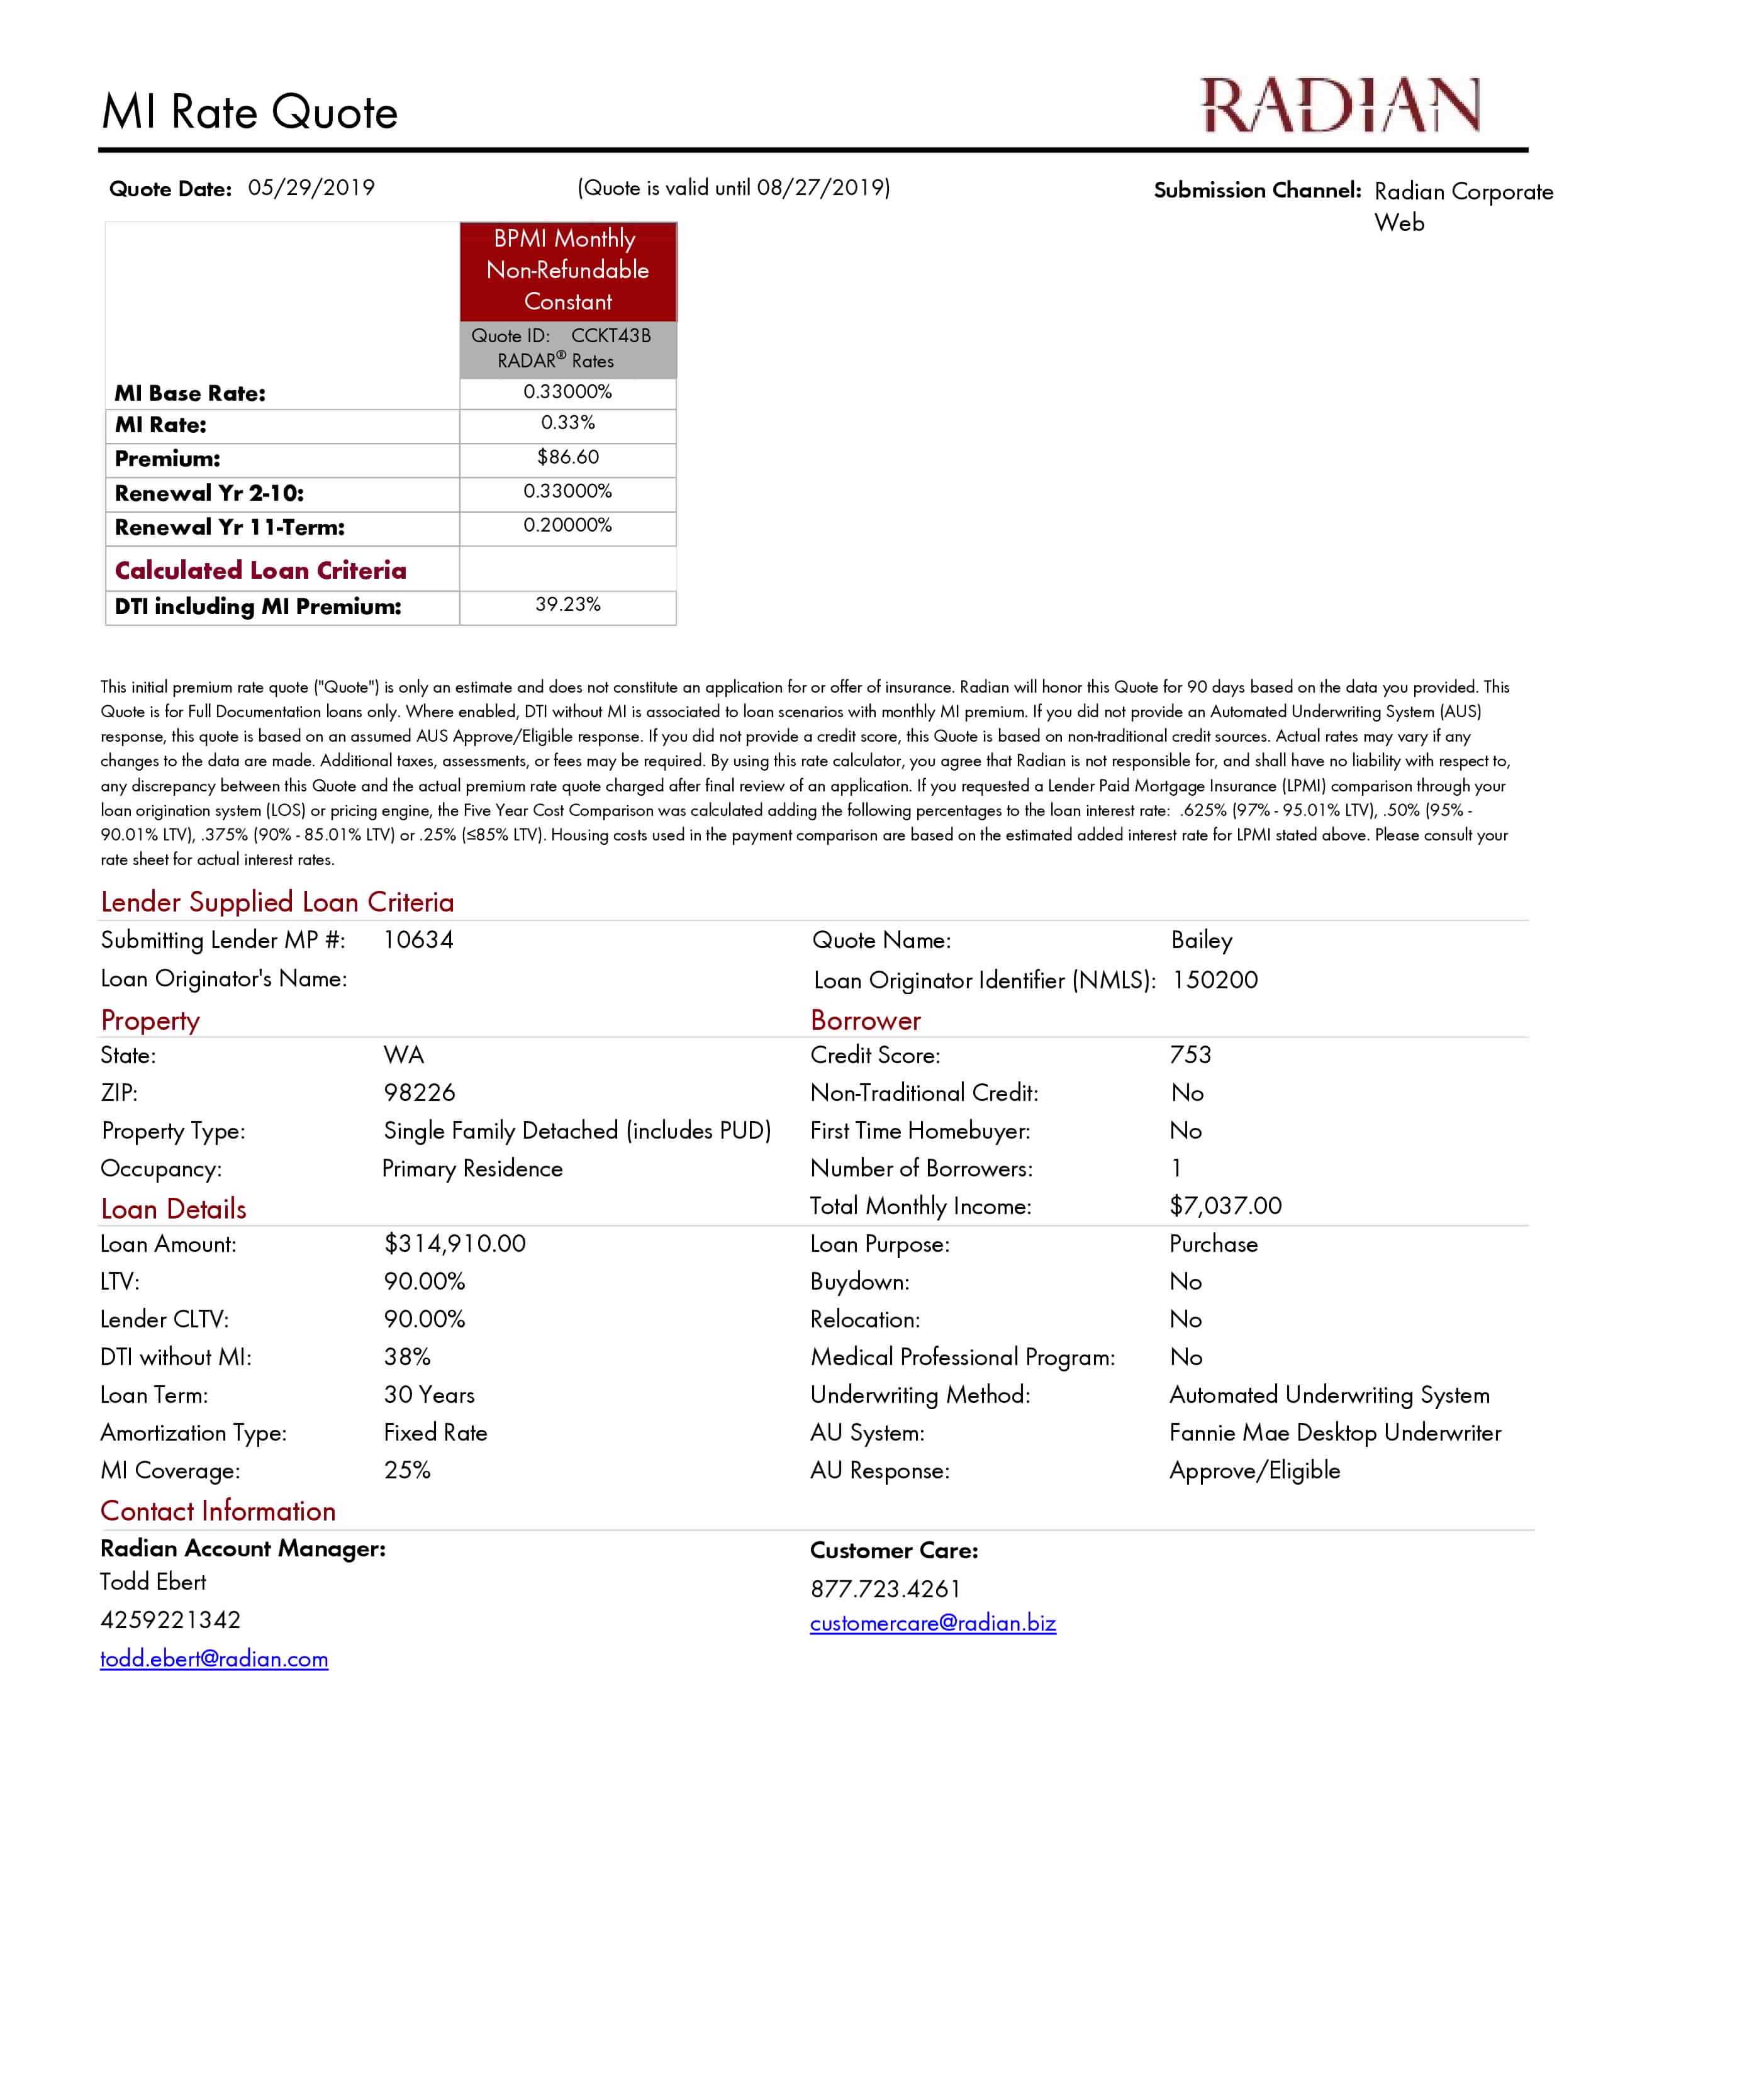 MI Rate Quote
RADIAN
Quote Date: 05/29/2019 (Quote is valid until 08/27/2019) Submission Channel: Radian Corporate
Web
BPMI Monthly
Non-Refundable
Constant
Quote ID: CCKT43B
RADAR® Rates
MI Base Rate: 0.33000%
MI Rate: 0.33%
Premium: $86.60
Renewal Yr 2-10: 0.33000%
Renewal Yr 11-Term: 0.20000%
Calculated Loan Criteria
DTI including MI Premium: 39.23%
This initial premium rate quote ("Quote") is only an estimate and does not constitute an application for or offer of insurance. Radian will honor this Quote for 90 days based on the data you provided. This
Quote is for Full Documentation loans only. Where enabled, DTI without MI is associated to loan scenarios with monthly MI premium. If you did not provide an Automated Underwriting System (AUS)
response, this quote is based on an assumed AUS Approve/Eligible response. If you did not provide a credit score, this Quote is based on non-traditional credit sources. Actual rates may vary if any
changes to the data are made. Additional taxes, assessments, or fees may be required. By using this rate calculator, you agree that Radian is not responsible for, and shall have no liability with respect to,
any discrepancy between this Quote and the actual premium rate quote charged after final review of an application. If you requested a Lender Paid Mortgage Insurance (LPMI) comparison through your
loan origination system (LOS) or pricing engine, the Five Year Cost Comparison was calculated adding the following percentages to the loan interest rate: .625% (97% - 95.01% LTV), .50% (95% -
90.01% LTV), .375% (90% - 85.01% LTV) or .25% (≤85% LTV). Housing costs used in the payment comparison are based on the estimated added interest rate for LPMI stated above. Please consult your
rate sheet for actual interest rates.
Lender Supplied Loan Criteria
Submitting Lender MP #: 10634 Quote Name: Bailey
Loan Originator's Name: Loan Originator Identifier (NMLS): 150200
Property Borrower
State: WA Credit Score: 753
ZIP: 98226 Non-Traditional Credit: No
Property Type: Single Family Detached (includes PUD) First Time Homebuyer: No
Occupancy: Primary Residence Number of Borrowers: 1
Loan Details Total Monthly Income: $7,037.00
Loan Amount: $314,910.00 Loan Purpose: Purchase
LTV: 90.00% Buydown: No
Lender CLTV: 90.00% Relocation: No
DTI without MI: 38% Medical Professional Program: No
Loan Term: 30 Years Underwriting Method: Automated Underwriting System
Amortization Type: Fixed Rate AU System: Fannie Mae Desktop Underwriter
MI Coverage: 25% AU Response: Approve/Eligible
Contact Information
Radian Account Manager: Customer Care:
Todd Ebert 877.723.4261
4259221342 customercare@radian.biz
todd.ebert@radian.com